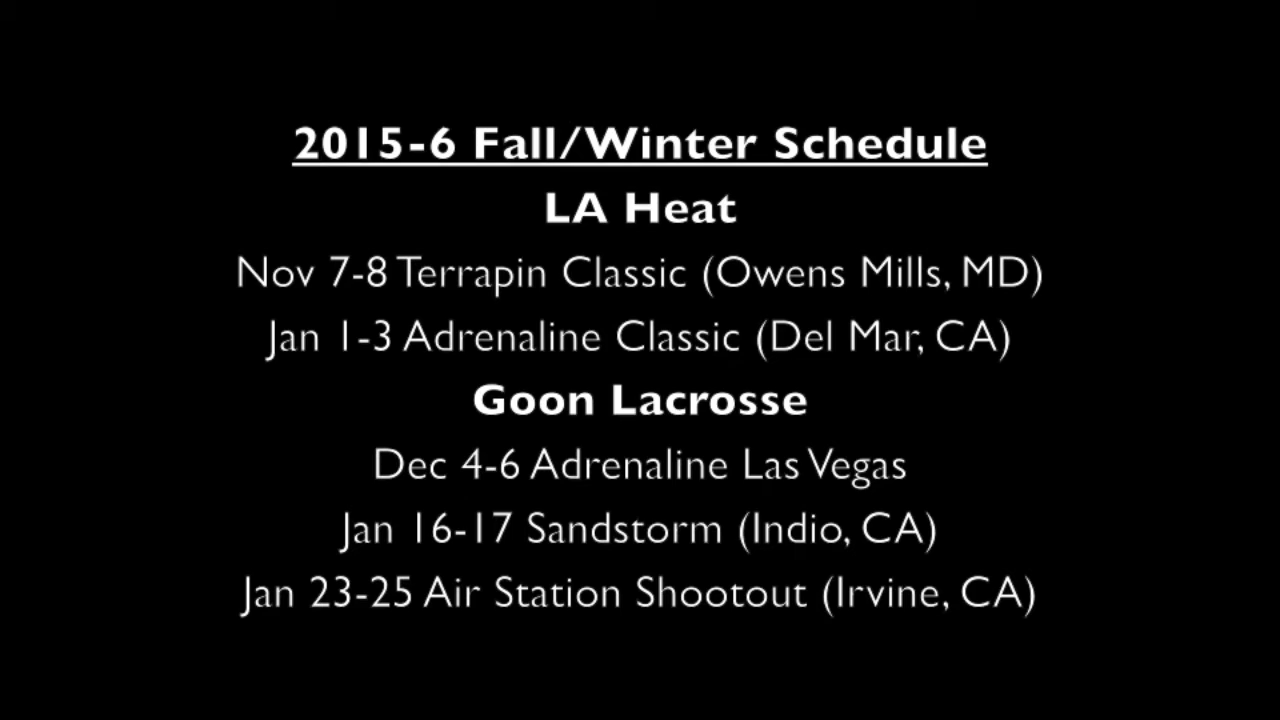 2015-6 Fall/Winter Schedule
LA Heat
Nov 7-8 Terrapin Classic (Owens Mills, MD)
Jan 1-3 Adrenaline Classic (Del Mar, CA)
Goon Lacrosse
Dec 4-6 Adrenaline Las Vegas
Jan 16-17 Sandstorm (Indio, CA)
Jan 23-25 Air Station Shootout (Irvine, CA)